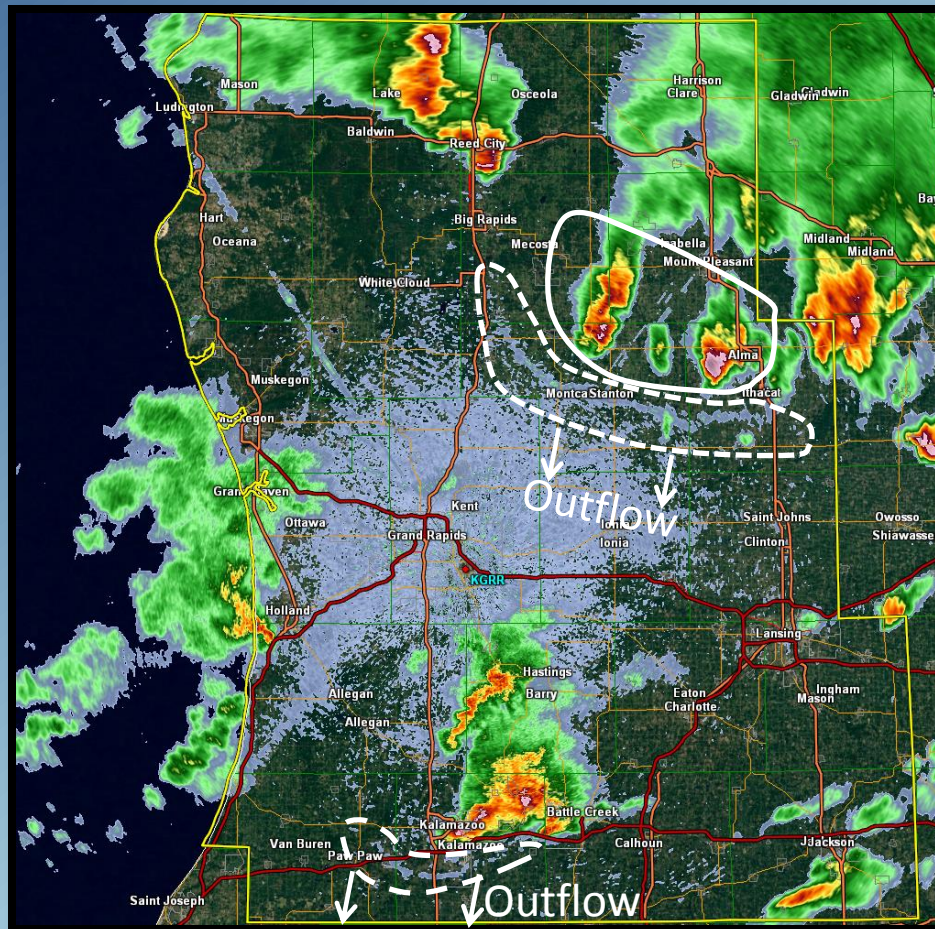 Mason
Lake
Osceola
Harrison
Clare
Gladwin
Gladwin
Ludington
Baldwin
Reed City
Hart
Oceana
Big Rapids
Mecosta
Isabella
Mount Pleasant
Midland
Midland
White Cloud
Muskegon
Muskegon
Montca
Stanton
Alma
Ithaca
Grand Haven
Ottawa
Kent
Grand Rapids
Outflow
Ionia
Ionia
Saint Johns
Clinton
Owosso
Shiawasse
KGRR
Holland
Lansing
Hastings
Barry
Allegan
Allegan
Eaton
Charlotte
Ingham
Mason
Battle Creek
Kalamazoo
Kalamazoo
Van Buren
Paw Paw
Calhoun
Jackson
Saint Joseph
Outflow